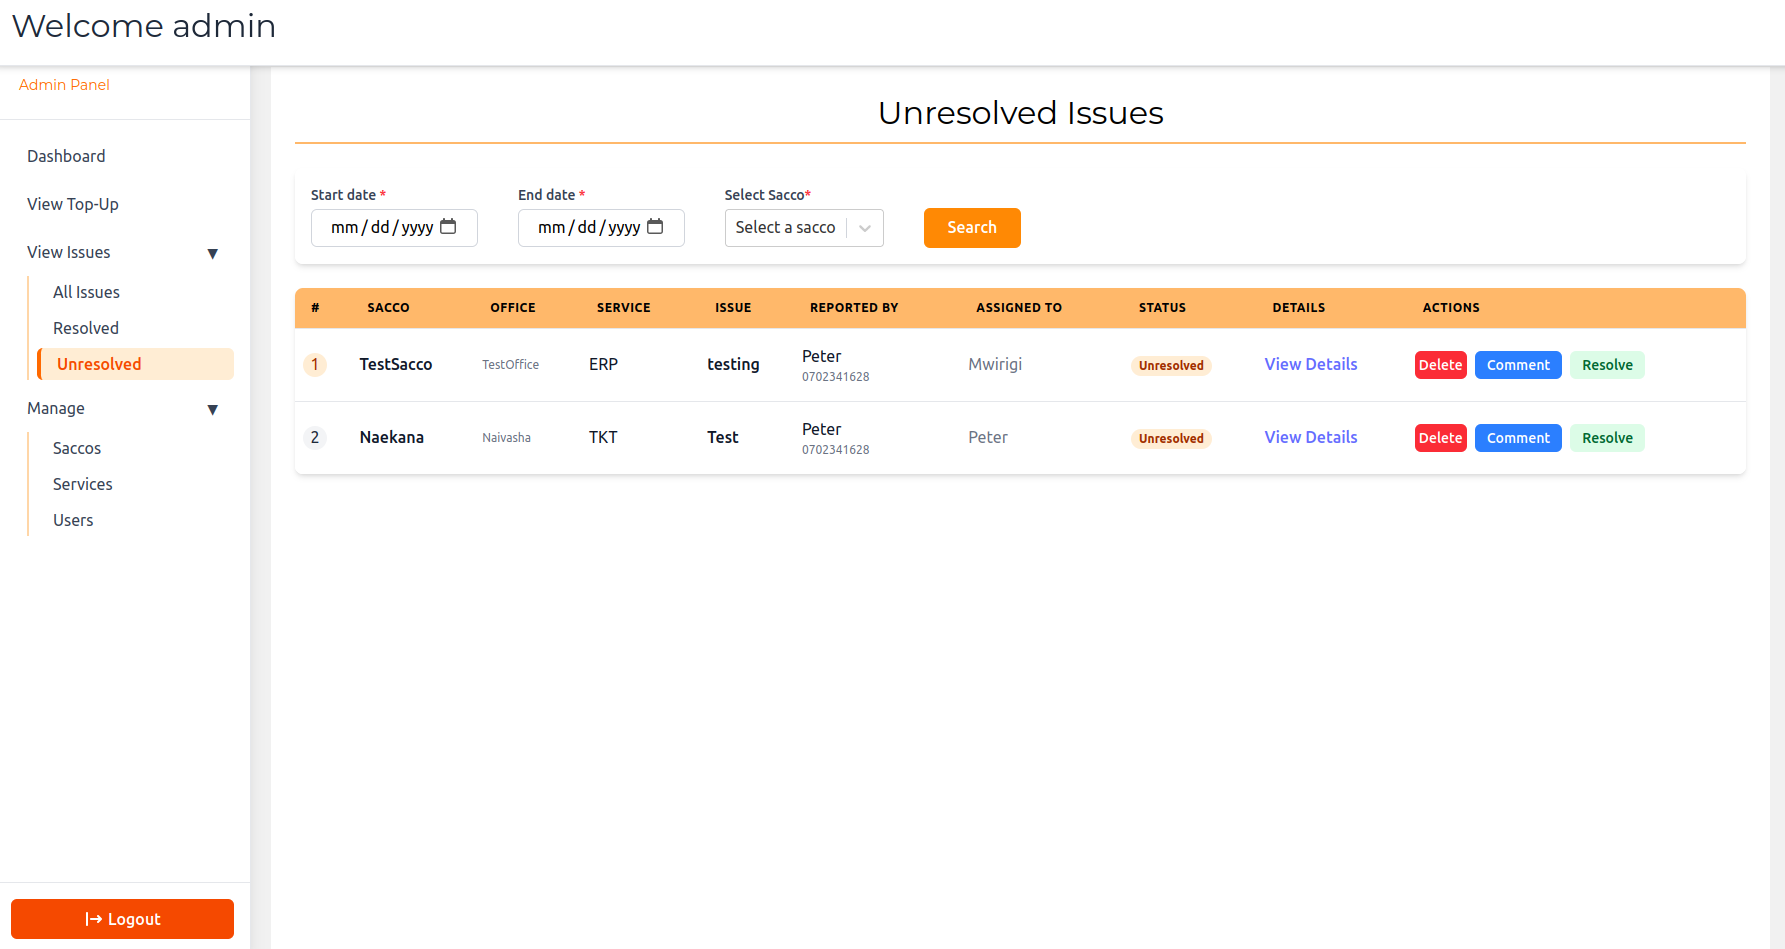 Welcome admin
Admin Panel
Dashboard
View Top-Up
View Issues ▼
All Issues
Resolved
Unresolved
Manage ▼
Saccos
Services
Users
Logout
Unresolved Issues
Start date * End date * Select Sacco*
mm/dd/yyyy mm/dd/yyyy Select a sacco Search
# SACCO OFFICE SERVICE ISSUE REPORTED BY ASSIGNED TO STATUS DETAILS ACTIONS
1 TestSacco TestOffice ERP testing Peter Mwirigi Unresolved View Details Delete Comment Resolve
0702341628
2 Naekana Naivasha TKT Test Peter Peter Unresolved View Details Delete Comment Resolve
0702341628